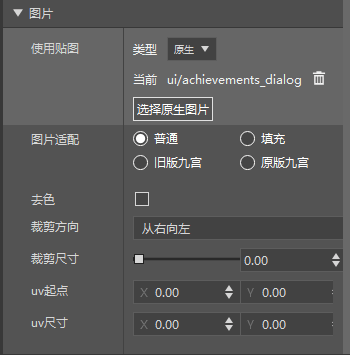 图片
使用贴图 类型 原生
当前 ui/achievements_dialog
选择原生图片
图片适配 普通 填充
旧版九宫 原版九宫
去色
裁剪方向 从右向左
裁剪尺寸 0.00
uv起点 X 0.00 Y 0.00
uv尺寸 X 0.00 Y 0.00